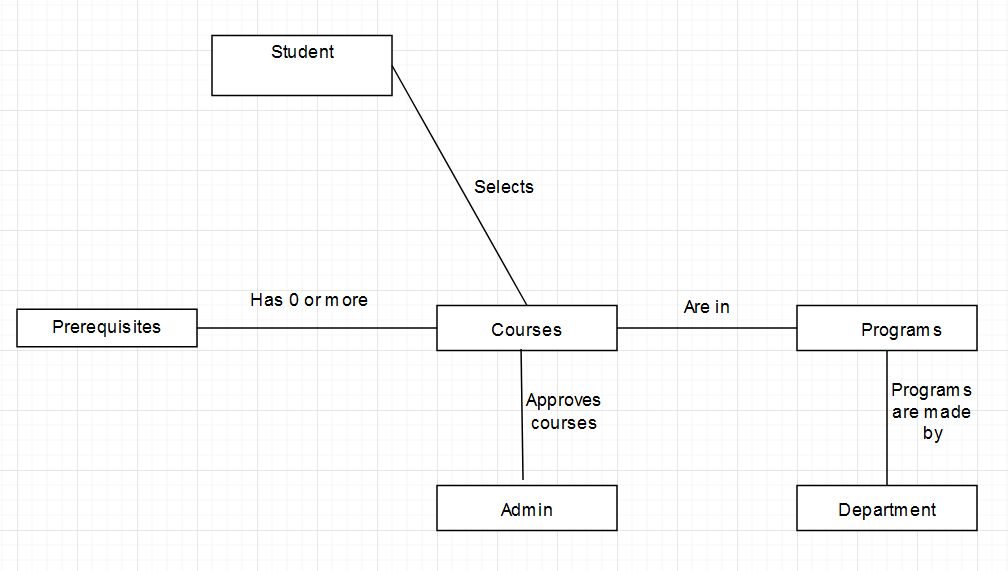 Student
Selects
Has 0 or more
Are in
Prerequisites
Courses
Programs
Approves
courses
Programs
are made
by
Admin
Department